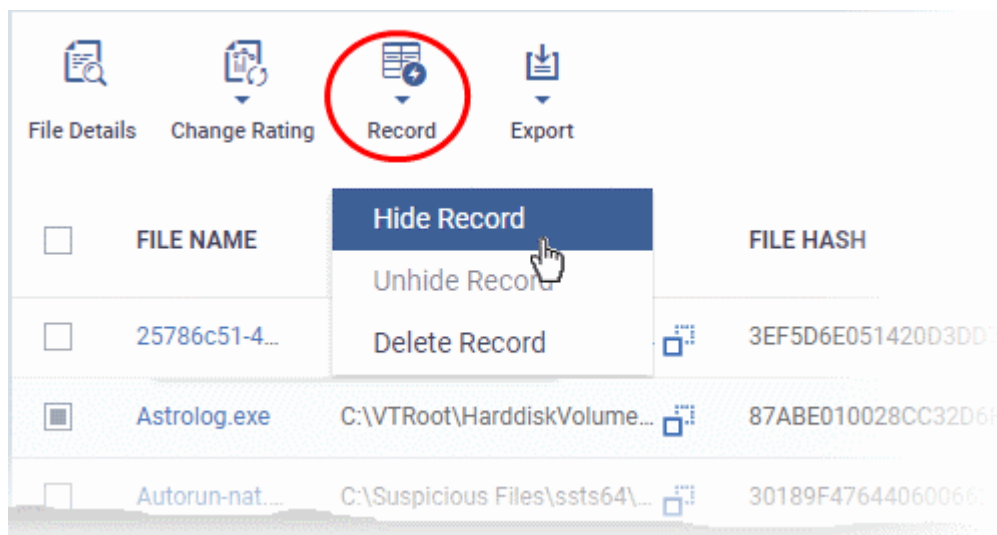 File Details Change Rating Record Export
Hide Record
FILE NAME FILE HASH
Unhide Record
25786c51-4... 3EF5D6E051420D3DD
Delete Record
Astrolog.exe C:\VTRoot\HarddiskVolume... 87ABE010028CC32D6
Autorun-nat.... C:\Suspicious Files\ssts64\... 30189F4764406006